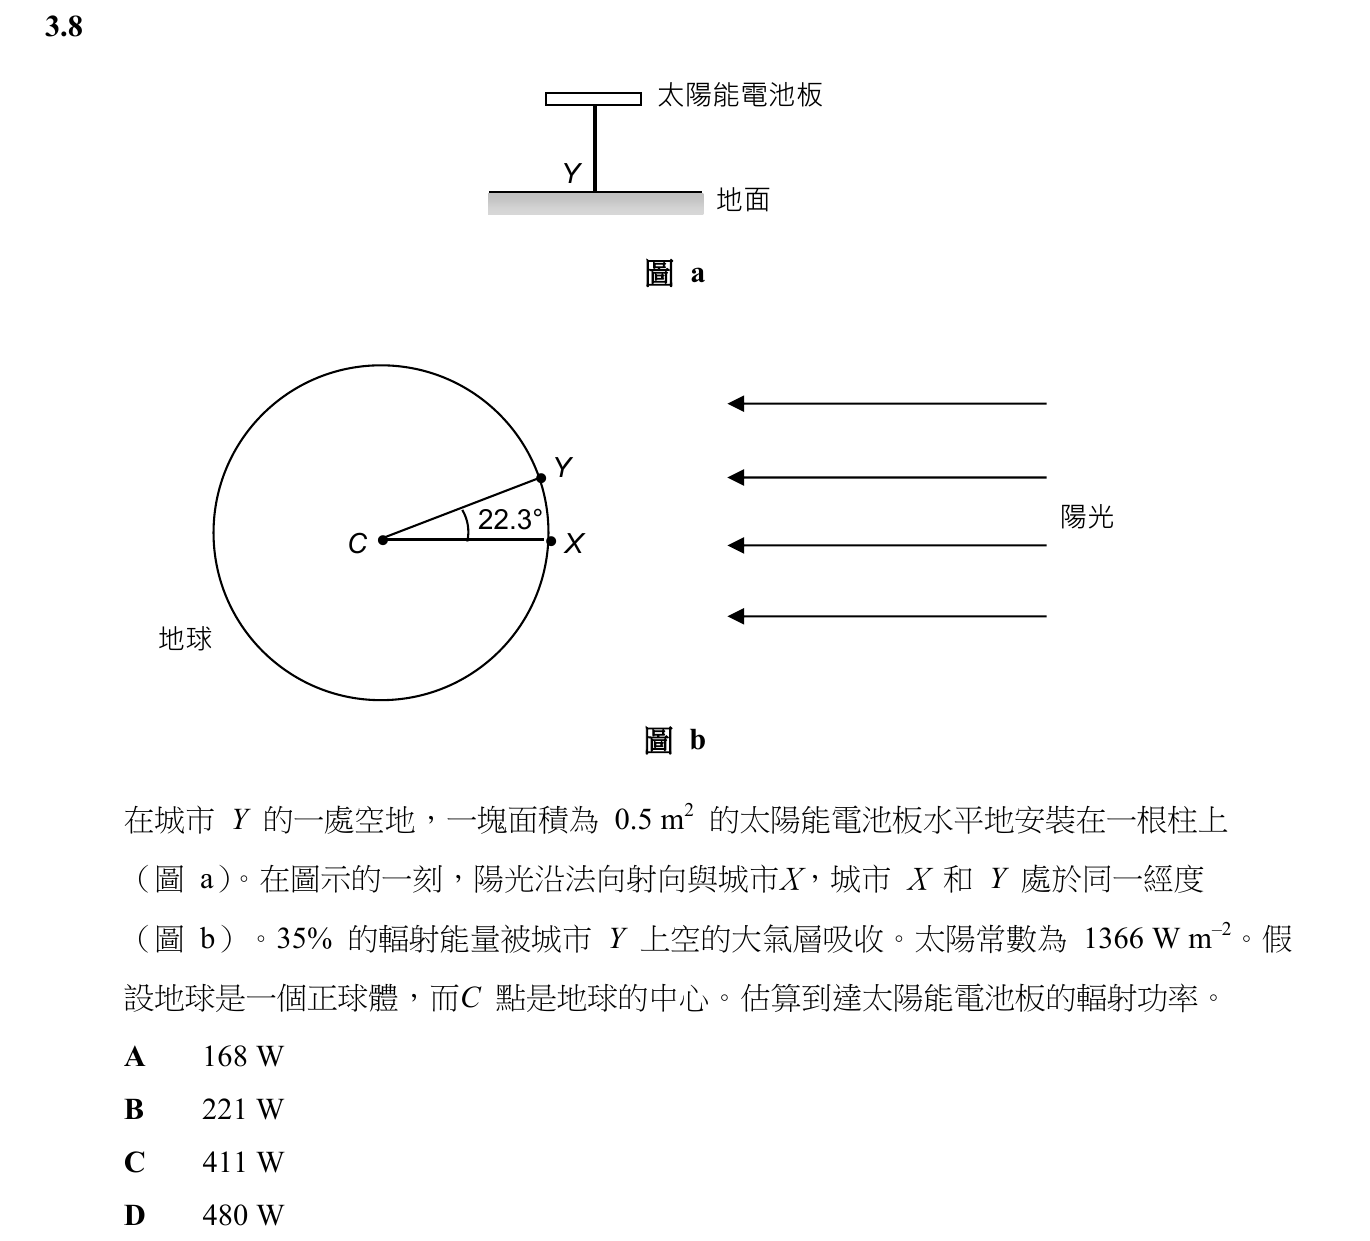 3.8
太陽能電池板
Y
地面
圖 a
Y
22.3°
C
X
陽光
地球
圖 b
在城市 Y 的一處空地，一塊面積為 0.5 m² 的太陽能電池板水平地安裝在一根柱上
（圖 a）。在圖示的一刻，陽光沿法向射向與城市X，城市 X 和 Y 處於同一經度
（圖 b）。35% 的輻射能量被城市 Y 上空的大氣層吸收。太陽常數為 1366 W m⁻²。假
設地球是一個正球體，而C 點是地球的中心。估算到達太陽能電池板的輻射功率。
A 168 W
B 221 W
C 411 W
D 480 W